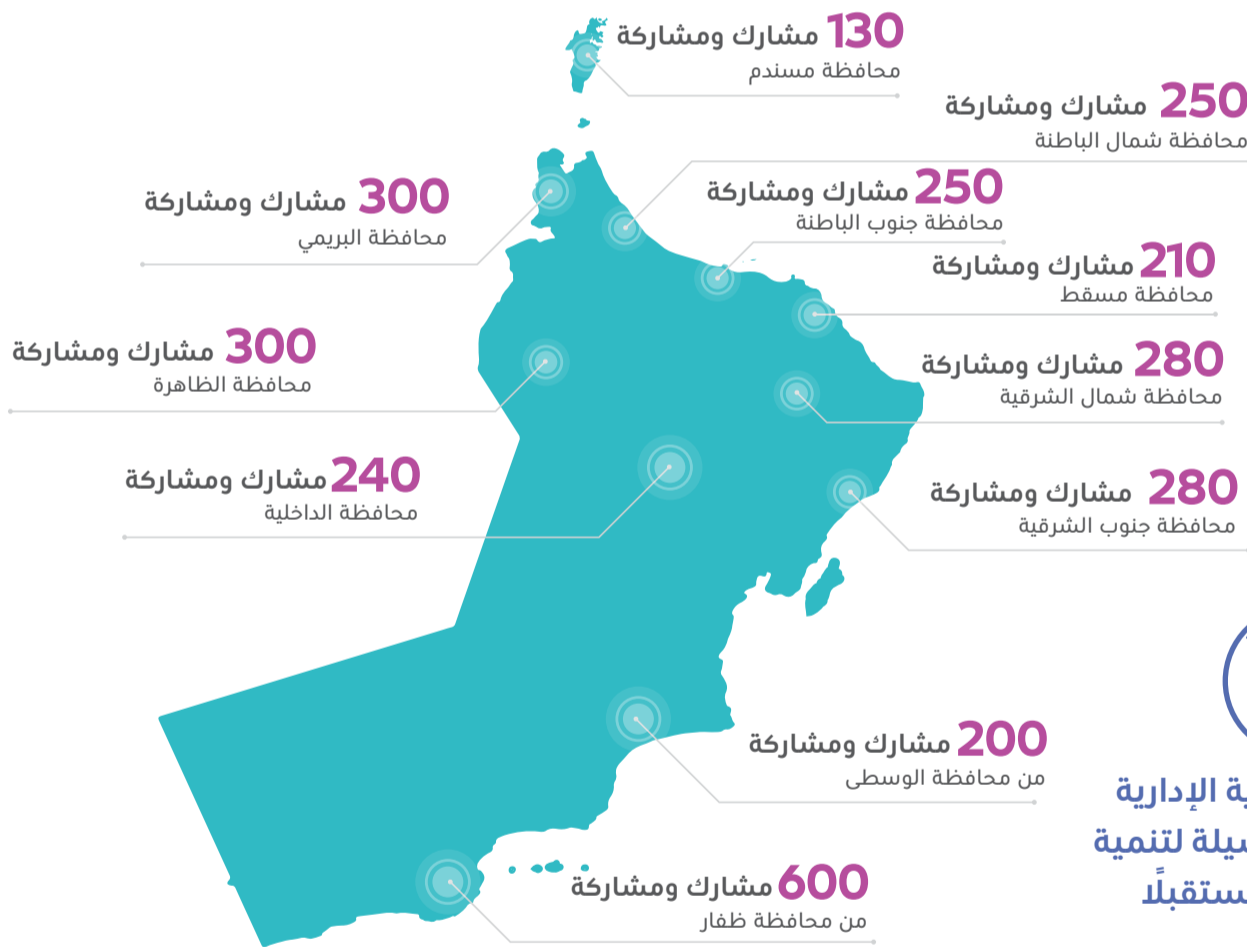 130 مشارك ومشاركة
محافظة مسندم
250 مشارك ومشاركة
محافظة شمال الباطنة
250 مشارك ومشاركة
محافظة جنوب الباطنة
300 مشارك ومشاركة
محافظة البريمي
210 مشارك ومشاركة
محافظة مسقط
300 مشارك ومشاركة
محافظة الظاهرة
280 مشارك ومشاركة
محافظة شمال الشرقية
240 مشارك ومشاركة
محافظة الداخلية
280 مشارك ومشاركة
محافظة جنوب الشرقية
200 مشارك ومشاركة
من محافظة الوسطى
الإدارية
لتنمية
600 مشارك ومشاركة
من محافظة ظفار